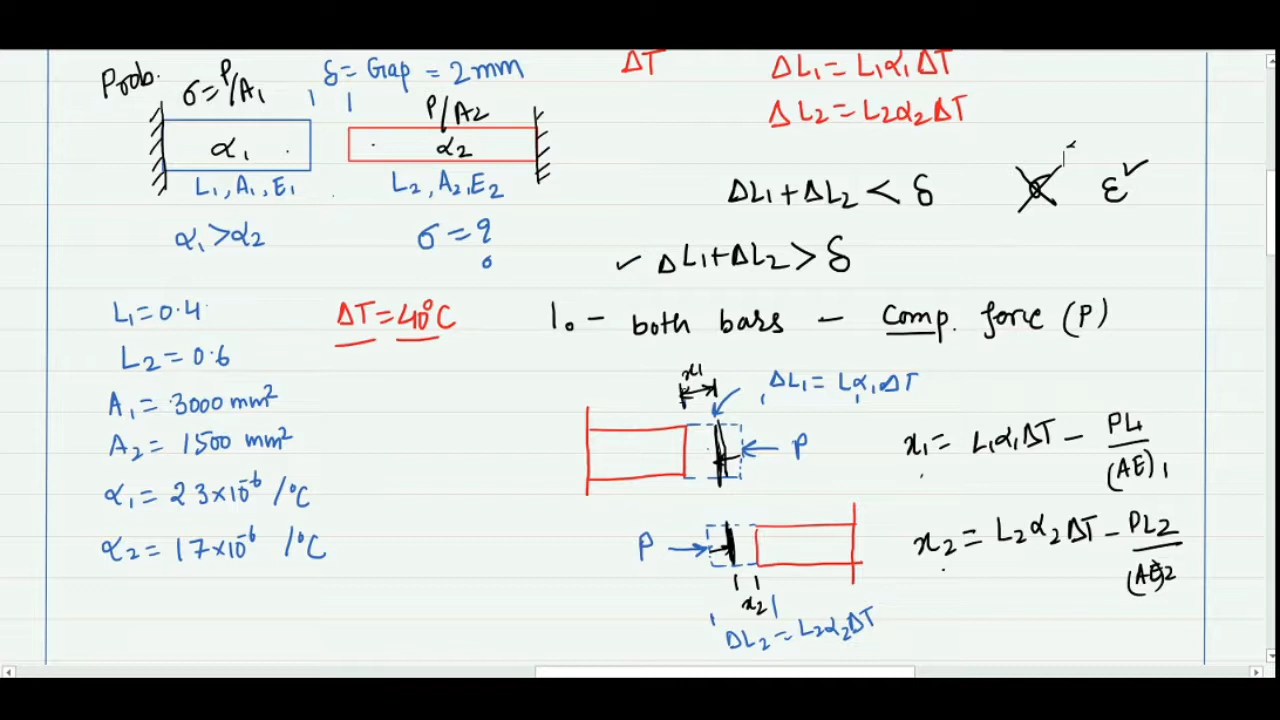 Prob.
σ = P/A1
δ = Gap = 2mm
P/A2
α1
α2
L1, A1, E1
L2, A2, E2
α1 > α2
σ = ?
L1 = 0.4
L2 = 0.6
A1 = 3000 mm²
A2 = 1500 mm²
α1 = 23×10⁻⁶ /°C
α2 = 17×10⁻⁶ /°C
ΔT = 40°C
ΔT
ΔL1 = L1α1ΔT
ΔL2 = L2α2ΔT
ΔL1 + ΔL2 < δ
σ ε ✓
✓ ΔL1 + ΔL2 > δ
1. - both bars - Comp. force (P)
x1
ΔL1 = L1α1ΔT
P
x1 = L1α1ΔT - PL1/(AE)1
P
x2
ΔL2 = L2α2ΔT
x2 = L2α2ΔT - PL2/(AE)2